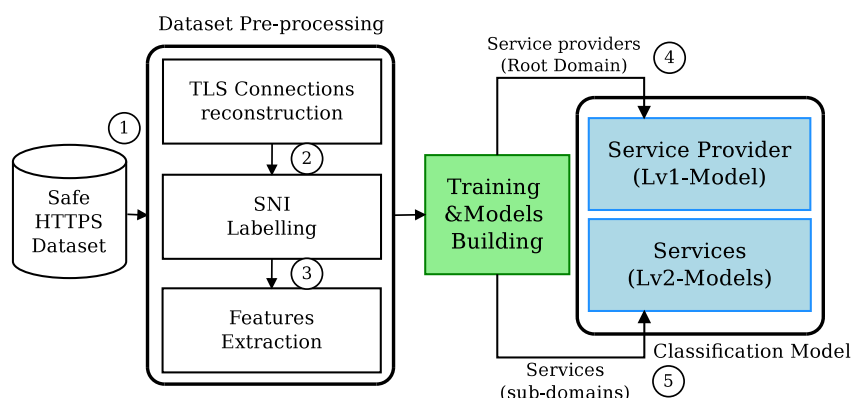 Dataset Pre-processing
1
TLS Connections
reconstruction
2
SNI
Labelling
3
Features
Extraction
Safe
HTTPS
Dataset
Training
&Models
Building
Service providers
(Root Domain)
4
Service Provider
(Lv1-Model)
Services
(Lv2-Models)
Classification Model
Services
(sub-domains)
5